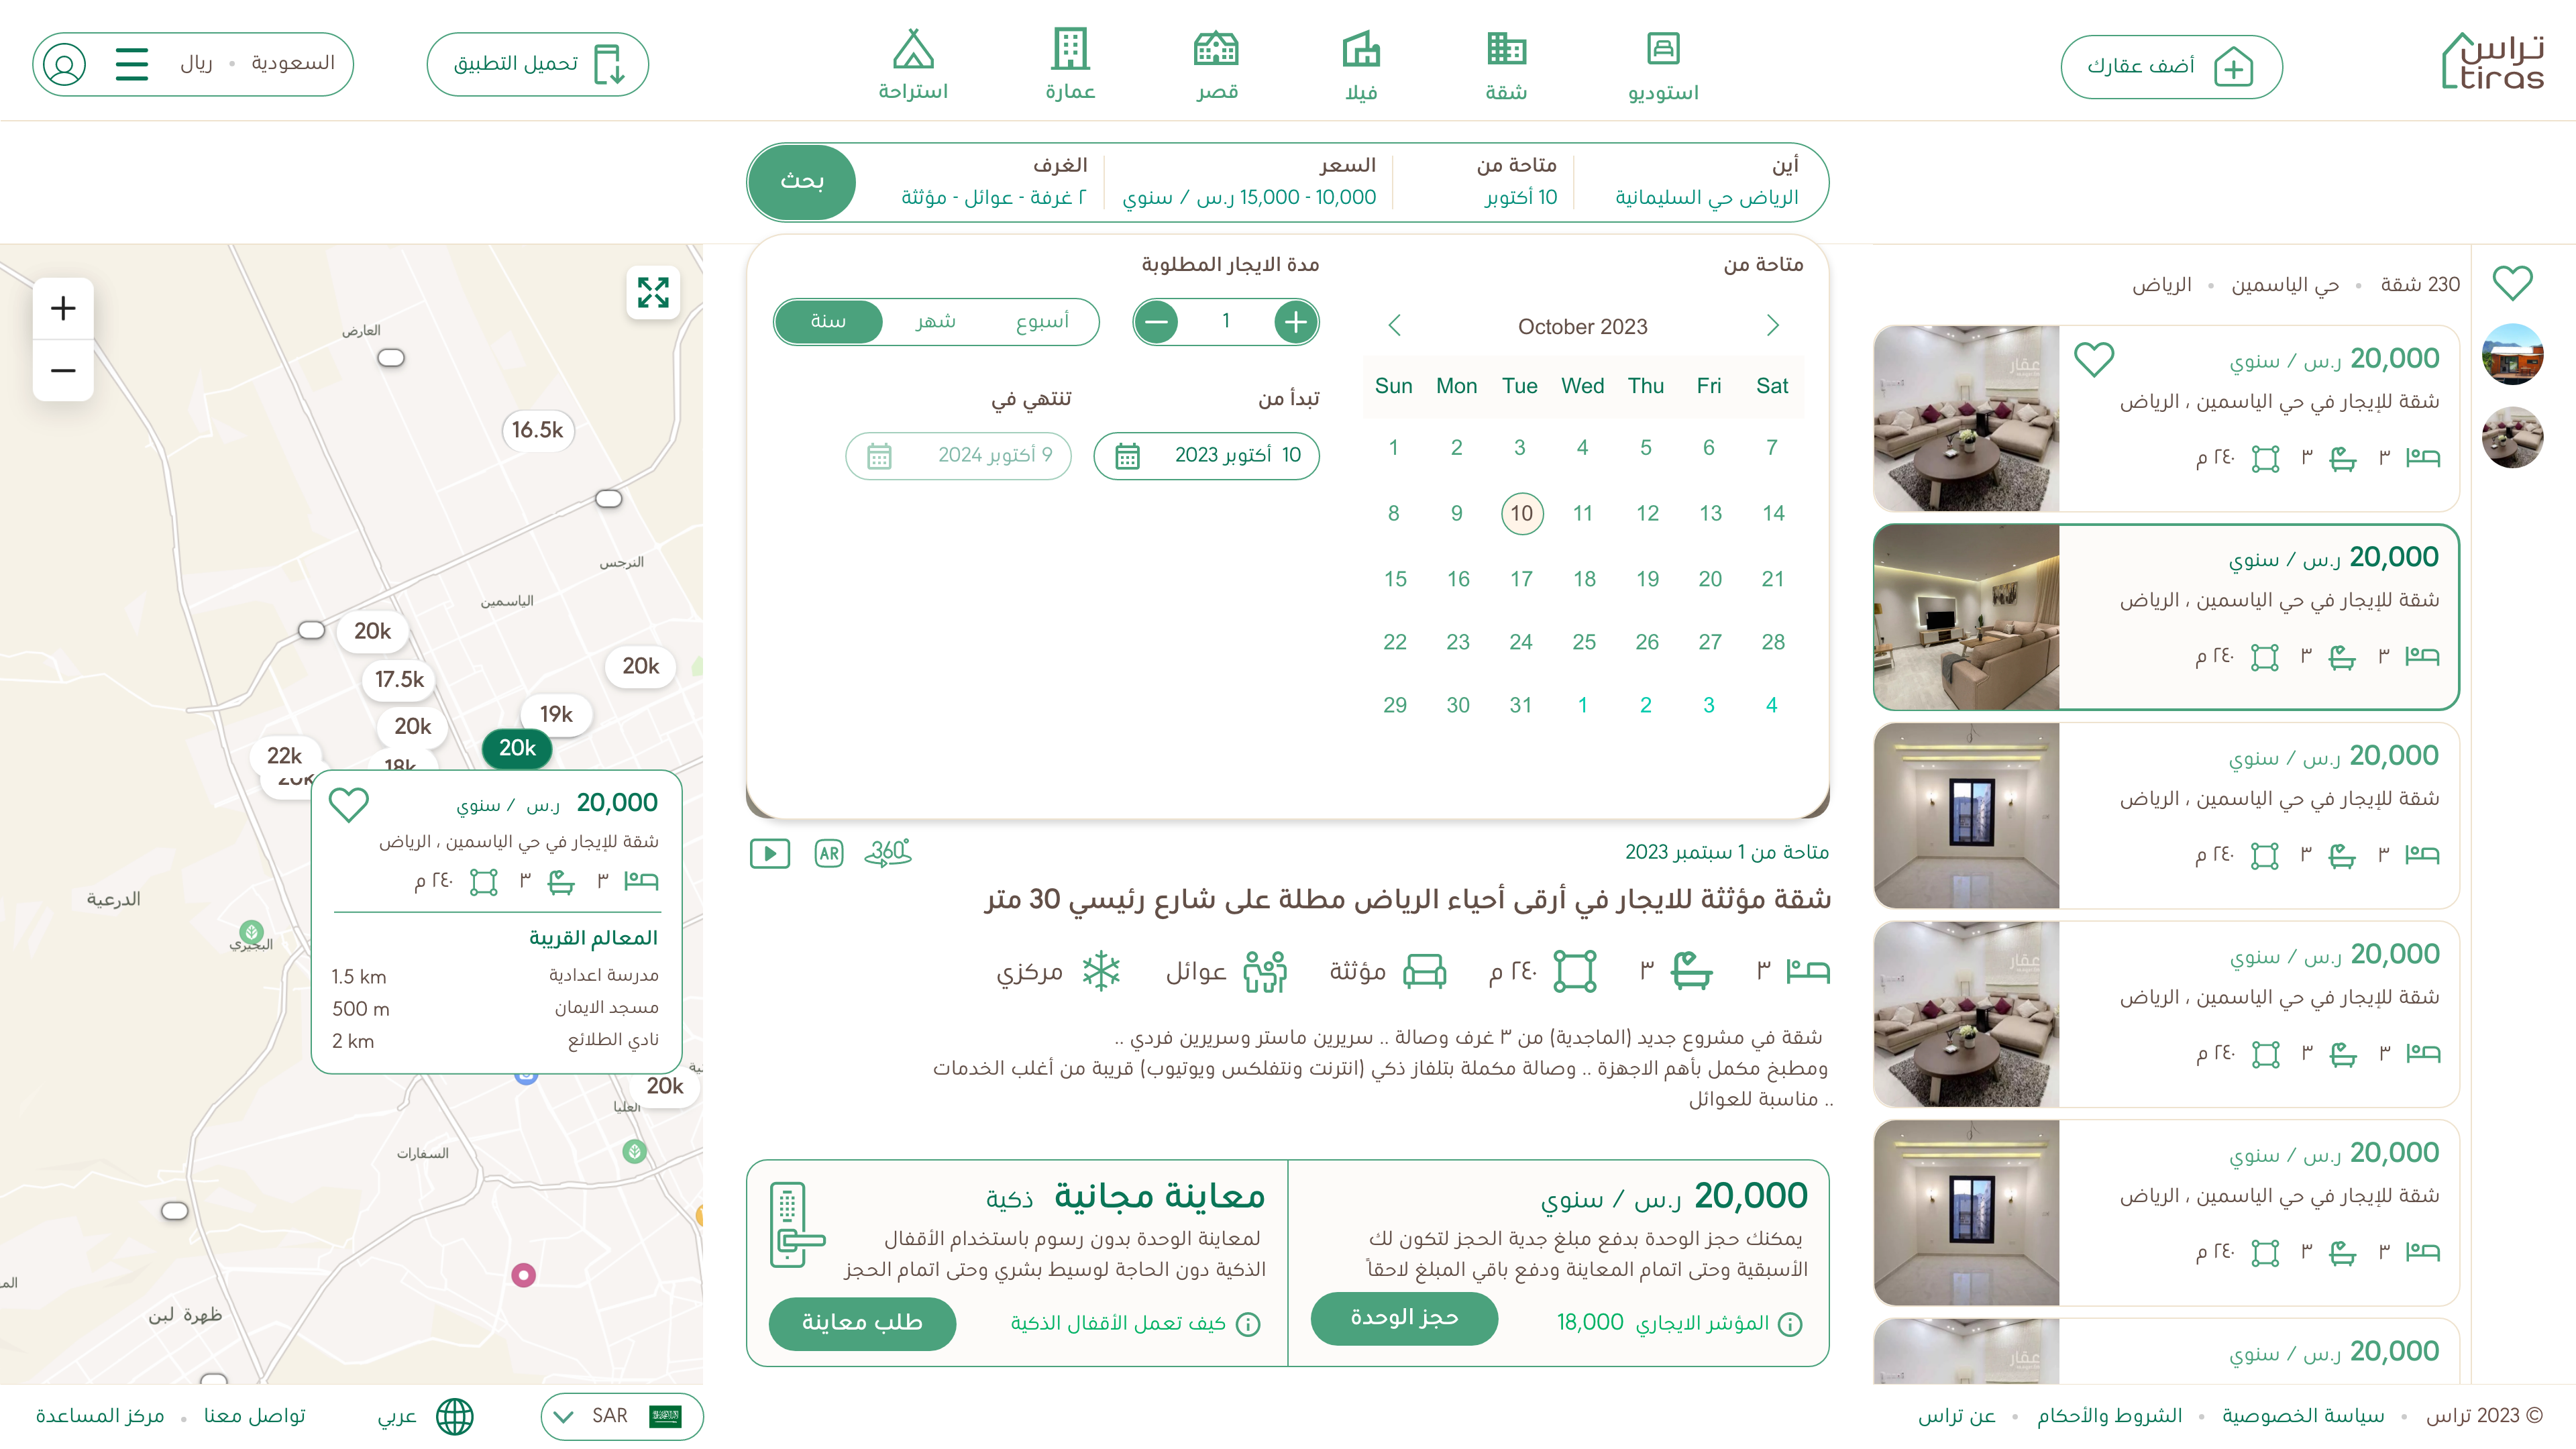 تراس
tiras
أضف عقارك
استوديو
شقة
فيلا
قصر
عمارة
استراحة
تحميل التطبيق
السعودية • ريال
أين
الرياض حي السليمانية
متاحة من
10 أكتوبر
السعر
10,000 - 15,000 ر.س / سنوي
الغرف
٢ غرفة - عوائل - مؤثثة
بحث
230 شقة • حي الياسمين • الرياض
20,000 ر.س / سنوي
شقة للإيجار في حي الياسمين ، الرياض
٣ ٣ ٢٤٠ م
عقار
20,000 ر.س / سنوي
شقة للإيجار في حي الياسمين ، الرياض
٣ ٣ ٢٤٠ م
20,000 ر.س / سنوي
شقة للإيجار في حي الياسمين ، الرياض
٣ ٣ ٢٤٠ م
20,000 ر.س / سنوي
شقة للإيجار في حي الياسمين ، الرياض
٣ ٣ ٢٤٠ م
عقار
20,000 ر.س / سنوي
شقة للإيجار في حي الياسمين ، الرياض
٣ ٣ ٢٤٠ م
20,000 ر.س / سنوي
عقار
متاحة من
October 2023
Sun Mon Tue Wed Thu Fri Sat
1 2 3 4 5 6 7
8 9 10 11 12 13 14
15 16 17 18 19 20 21
22 23 24 25 26 27 28
29 30 31 1 2 3 4
مدة الايجار المطلوبة
1
أسبوع شهر سنة
تبدأ من
10 أكتوبر 2023
تنتهي في
9 أكتوبر 2024
متاحة من 1 سبتمبر 2023
360°
AR
شقة مؤثثة للايجار في أرقى أحياء الرياض مطلة على شارع رئيسي 30 متر
٣ ٣ ٢٤٠ م مؤثثة عوائل مركزي
شقة في مشروع جديد (الماجدية) من ٣ غرف وصالة .. سريرين ماستر وسريرين فردي ..
ومطبخ مكمل بأهم الاجهزة .. وصالة مكملة بتلفاز ذكي (انترنت ونتفلكس ويوتيوب) قريبة من أغلب الخدمات
.. مناسبة للعوائل
20,000 ر.س / سنوي
يمكنك حجز الوحدة بدفع مبلغ جدية الحجز لتكون لك
الأسبقية وحتى اتمام المعاينة ودفع باقي المبلغ لاحقاً
المؤشر الايجاري 18,000
حجز الوحدة
معاينة مجانية ذكية
لمعاينة الوحدة بدون رسوم باستخدام الأقفال
الذكية دون الحاجة لوسيط بشري وحتى اتمام الحجز
كيف تعمل الأقفال الذكية
طلب معاينة
+
−
العارض
16.5k
النرجس
الياسمين
20k
20k
17.5k
19k
20k
20k
22k
18k
20k
20,000 ر.س / سنوي
شقة للإيجار في حي الياسمين ، الرياض
٣ ٣ ٢٤٠ م
المعالم القريبة
مدرسة اعدادية 1.5 km
مسجد الايمان 500 m
نادي الطلائع 2 km
الدرعية
البجيري
20k
العليا
السفارات
ظهرة لبن
© 2023 تراس • سياسة الخصوصية • الشروط والأحكام • عن تراس
SAR
عربي
تواصل معنا • مركز المساعدة